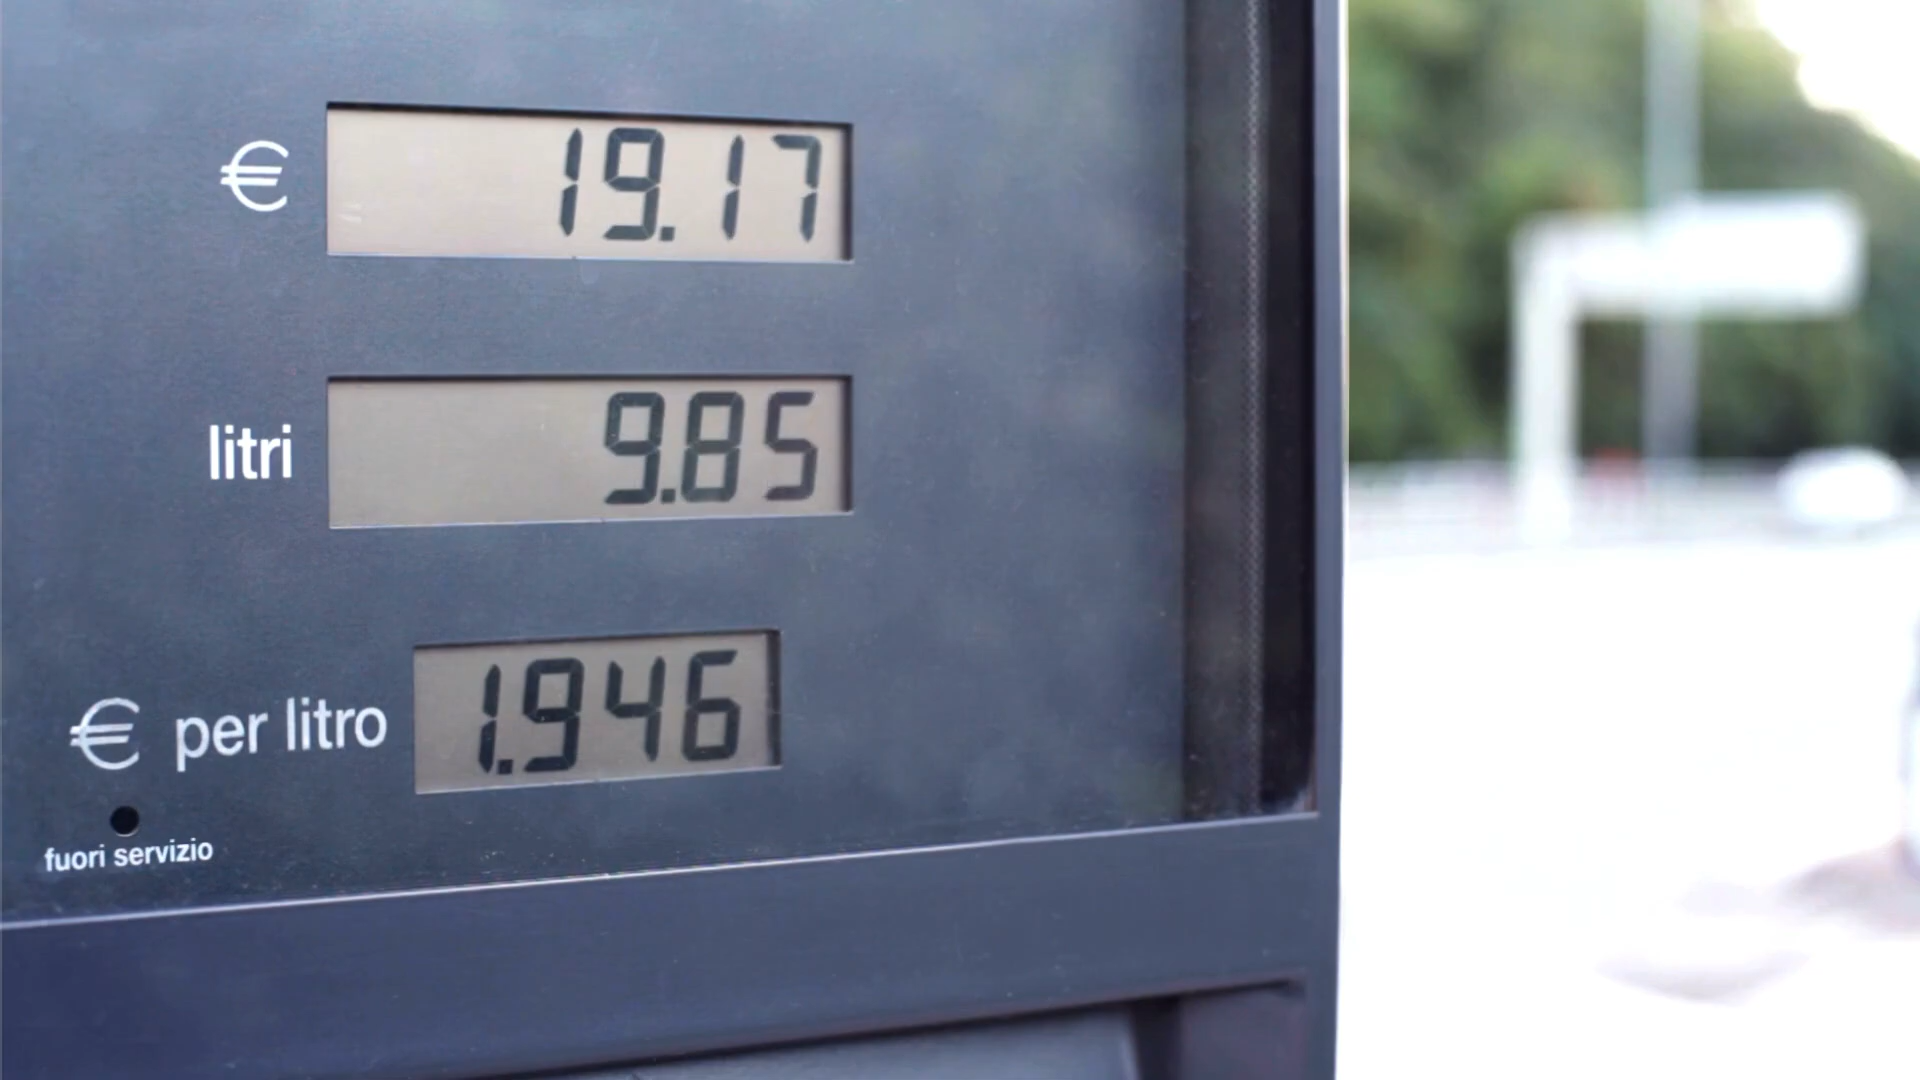 € 19.17
litri 9.85
€ per litro 1.946
fuori servizio